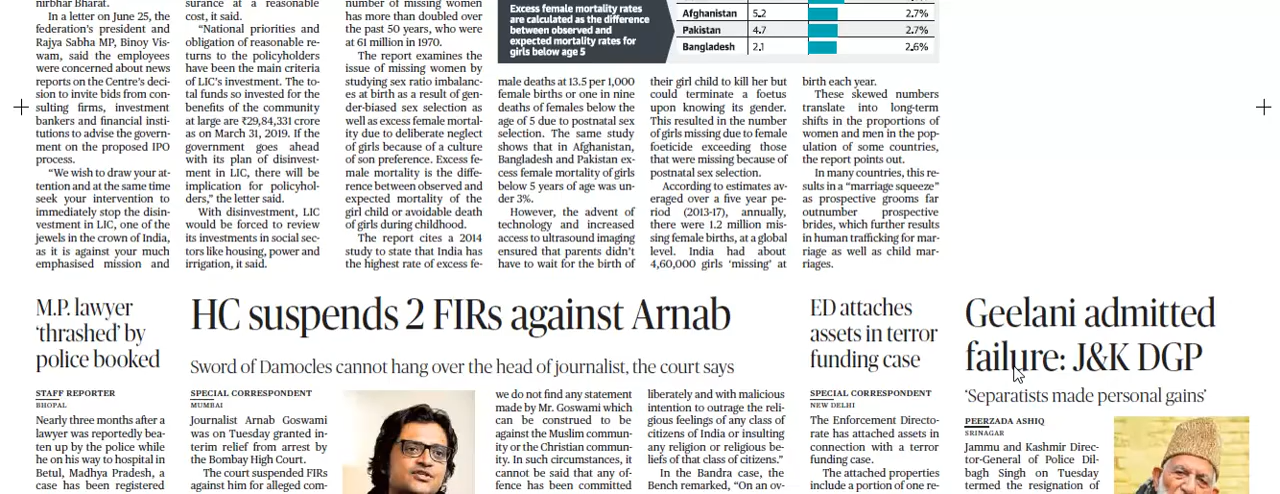 nirbhar Bharat.
In a letter on June 25, the
federation's president and
Rajya Sabha MP, Binoy Vis-
wam, said the employees
were concerned about news
reports on the Centre's deci-
sion to invite bids from con-
sulting firms, investment
bankers and financial insti-
tutions to advise the govern-
ment on the proposed IPO
process.
"We wish to draw your at-
tention and at the same time
seek your intervention to
immediately stop the disin-
vestment in LIC, one of the
jewels in the crown of India,
as it is against your much
emphasised mission and
surance at a reasonable
cost, it said.
"National priorities and
obligation of reasonable re-
turns to the policyholders
have been the main criteria
of LIC's investment. The to-
tal funds so invested for the
benefits of the community
at large are ₹29,84,331 crore
as on March 31, 2019. If the
government goes ahead
with its plan of disinvest-
ment in LIC, there will be
implication for policyhol-
ders," the letter said.
With disinvestment, LIC
would be forced to review
its investments in social sec-
tors like housing, power and
irrigation, it said.
number of missing women
has more than doubled over
the past 50 years, who were
at 61 million in 1970.
The report examines the
issue of missing women by
studying sex ratio imbalanc-
es at birth as a result of gen-
der-biased sex selection as
well as excess female mortal-
ity due to deliberate neglect
of girls because of a culture
of son preference. Excess fe-
male mortality is the diffe-
rence between observed and
expected mortality of the
girl child or avoidable death
of girls during childhood.
The report cites a 2014
study to state that India has
the highest rate of excess fe-
Excess female mortality rates
are calculated as the difference
between observed and
expected mortality rates for
girls below age 5
Afghanistan 5.2 2.7%
Pakistan 4.7 2.7%
Bangladesh 2.1 2.6%
male deaths at 13.5 per 1,000
female births or one in nine
deaths of females below the
age of 5 due to postnatal sex
selection. The same study
shows that in Afghanistan,
Bangladesh and Pakistan ex-
cess female mortality of girls
below 5 years of age was un-
der 3%.
However, the advent of
technology and increased
access to ultrasound imaging
ensured that parents didn't
have to wait for the birth of
their girl child to kill her but
could terminate a foetus
upon knowing its gender.
This resulted in the number
of girls missing due to female
foeticide exceeding those
that were missing because of
postnatal sex selection.
According to estimates av-
eraged over a five year pe-
riod (2013-17), annually,
there were 1.2 million mis-
sing female births, at a global
level. India had about
4,60,000 girls 'missing' at
birth each year.
These skewed numbers
translate into long-term
shifts in the proportions of
women and men in the pop-
ulation of some countries,
the report points out.
In many countries, this re-
sults in a "marriage squeeze"
as prospective grooms far
outnumber prospective
brides, which further results
in human trafficking for mar-
riage as well as child mar-
riages.
M.P. lawyer
'thrashed' by
police booked
STAFF REPORTER
BHOPAL
Nearly three months after a
lawyer was reportedly bea-
ten up by the police while
he on his way to hospital in
Betul, Madhya Pradesh, a
case has been registered
HC suspends 2 FIRs against Arnab
Sword of Damocles cannot hang over the head of journalist, the court says
SPECIAL CORRESPONDENT
MUMBAI
Journalist Arnab Goswami
was on Tuesday granted in-
terim relief from arrest by
the Bombay High Court.
The court suspended FIRs
against him for alleged com-
we do not find any statement
made by Mr. Goswami which
can be construed to be
against the Muslim commun-
ity or the Christian commun-
ity. In such circumstances, it
cannot be said that any of-
fence has been committed
liberately and with malicious
intention to outrage the reli-
gious feelings of any class of
citizens of India or insulting
any religion or religious be-
liefs of that class of citizens."
In the Bandra case, the
Bench remarked, "On an ov-
ED attaches
assets in terror
funding case
SPECIAL CORRESPONDENT
NEW DELHI
The Enforcement Directo-
rate has attached assets in
connection with a terror
funding case.
The attached properties
include a portion of one re-
Geelani admitted
failure: J&K DGP
'Separatists made personal gains'
PEERZADA ASHIQ
SRINAGAR
Jammu and Kashmir Direc-
tor-General of Police Dil-
bagh Singh on Tuesday
termed the resignation of